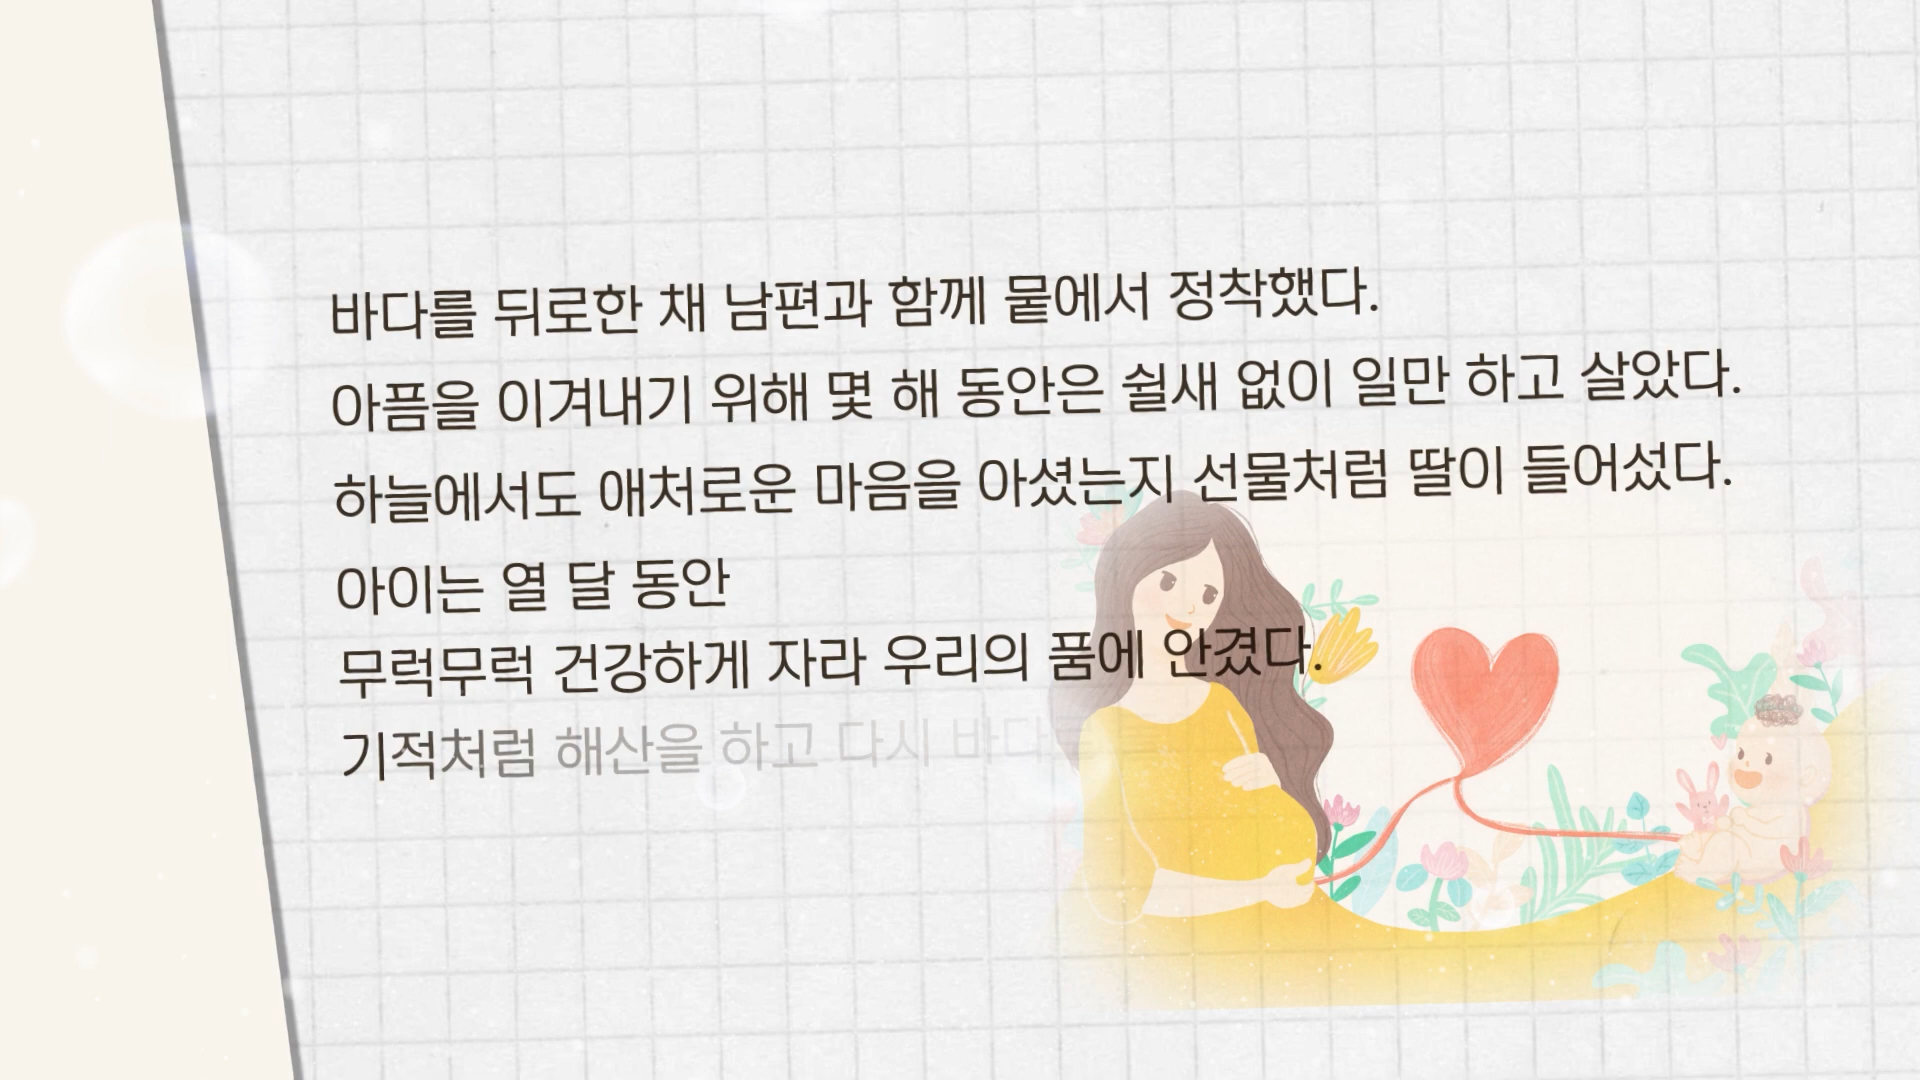 바다를 뒤로한 채 남편과 함께 뭍에서 정착했다.
아픔을 이겨내기 위해 몇 해 동안은 쉴새 없이 일만 하고 살았다.
하늘에서도 애처로운 마음을 아셨는지 선물처럼 딸이 들어섰다.
아이는 열 달 동안
무럭무럭 건강하게 자라 우리의 품에 안겼다.
기적처럼 해산을 하고 다시 바다